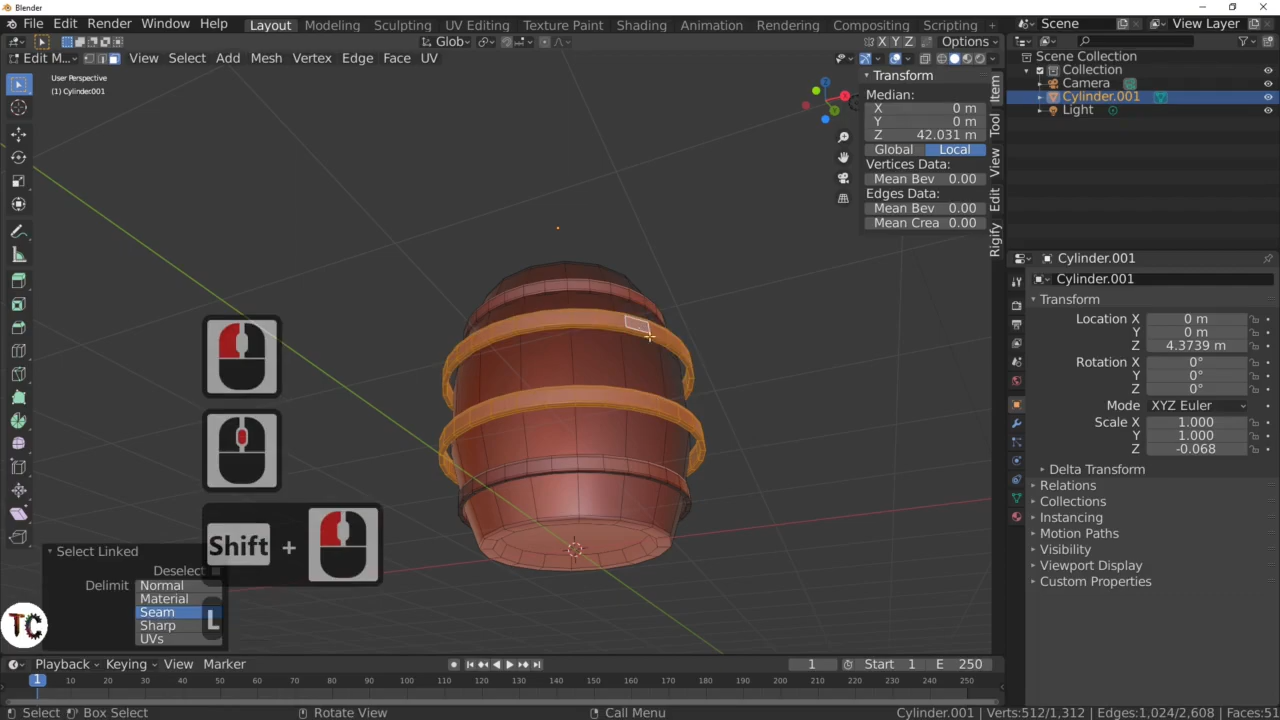 Blender
File Edit Render Window Help
Layout Modeling Sculpting UV Editing Texture Paint Shading Animation Rendering Compositing Scripting +
Scene
View Layer
Edit M...
View Select Add Mesh Vertex Edge Face UV
Glob
X Y Z
Options
User Perspective
(1) Cylinder.001
Transform
Median:
X 0 m
Y 0 m
Z 42.031 m
Global Local
Vertices Data:
Mean Bev 0.00
Edges Data:
Mean Bev 0.00
Mean Crea 0.00
Item
Tool
View
Edit
Rigify
Scene Collection
Collection
Camera
Cylinder.001
Light
Cylinder.001
Cylinder.001
Transform
Location X 0 m
Y 0 m
Z 4.3739 m
Rotation X 0°
Y 0°
Z 0°
Mode XYZ Euler
Scale X 1.000
Y 1.000
Z -0.068
Delta Transform
Relations
Collections
Instancing
Motion Paths
Visibility
Viewport Display
Custom Properties
Shift +
Select Linked
Deselect
Delimit Normal
Material
Seam
Sharp
UVs
L
TC
Playback Keying View Marker
1
Start 1
E 250
1 10 20 30 40 50 60 70 80 90 100 110 120 130 140 150 160 170 180 190 200 210 220 230 240 250
Select Box Select Rotate View Call Menu
Cylinder.001 | Verts:512/1,312 | Edges:1,024/2,608 | Faces:51